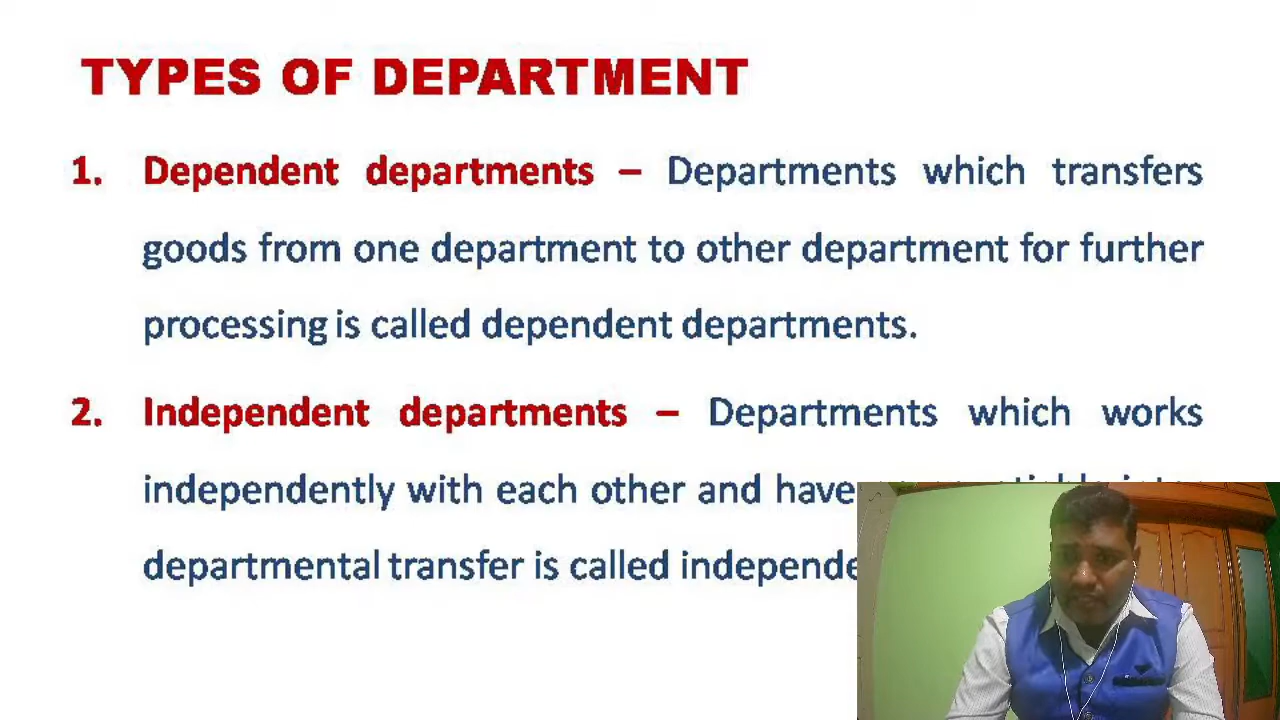 TYPES OF DEPARTMENT
1. Dependent departments – Departments which transfers
goods from one department to other department for further
processing is called dependent departments.
2. Independent departments – Departments which works
independently with each other and have
departmental transfer is called